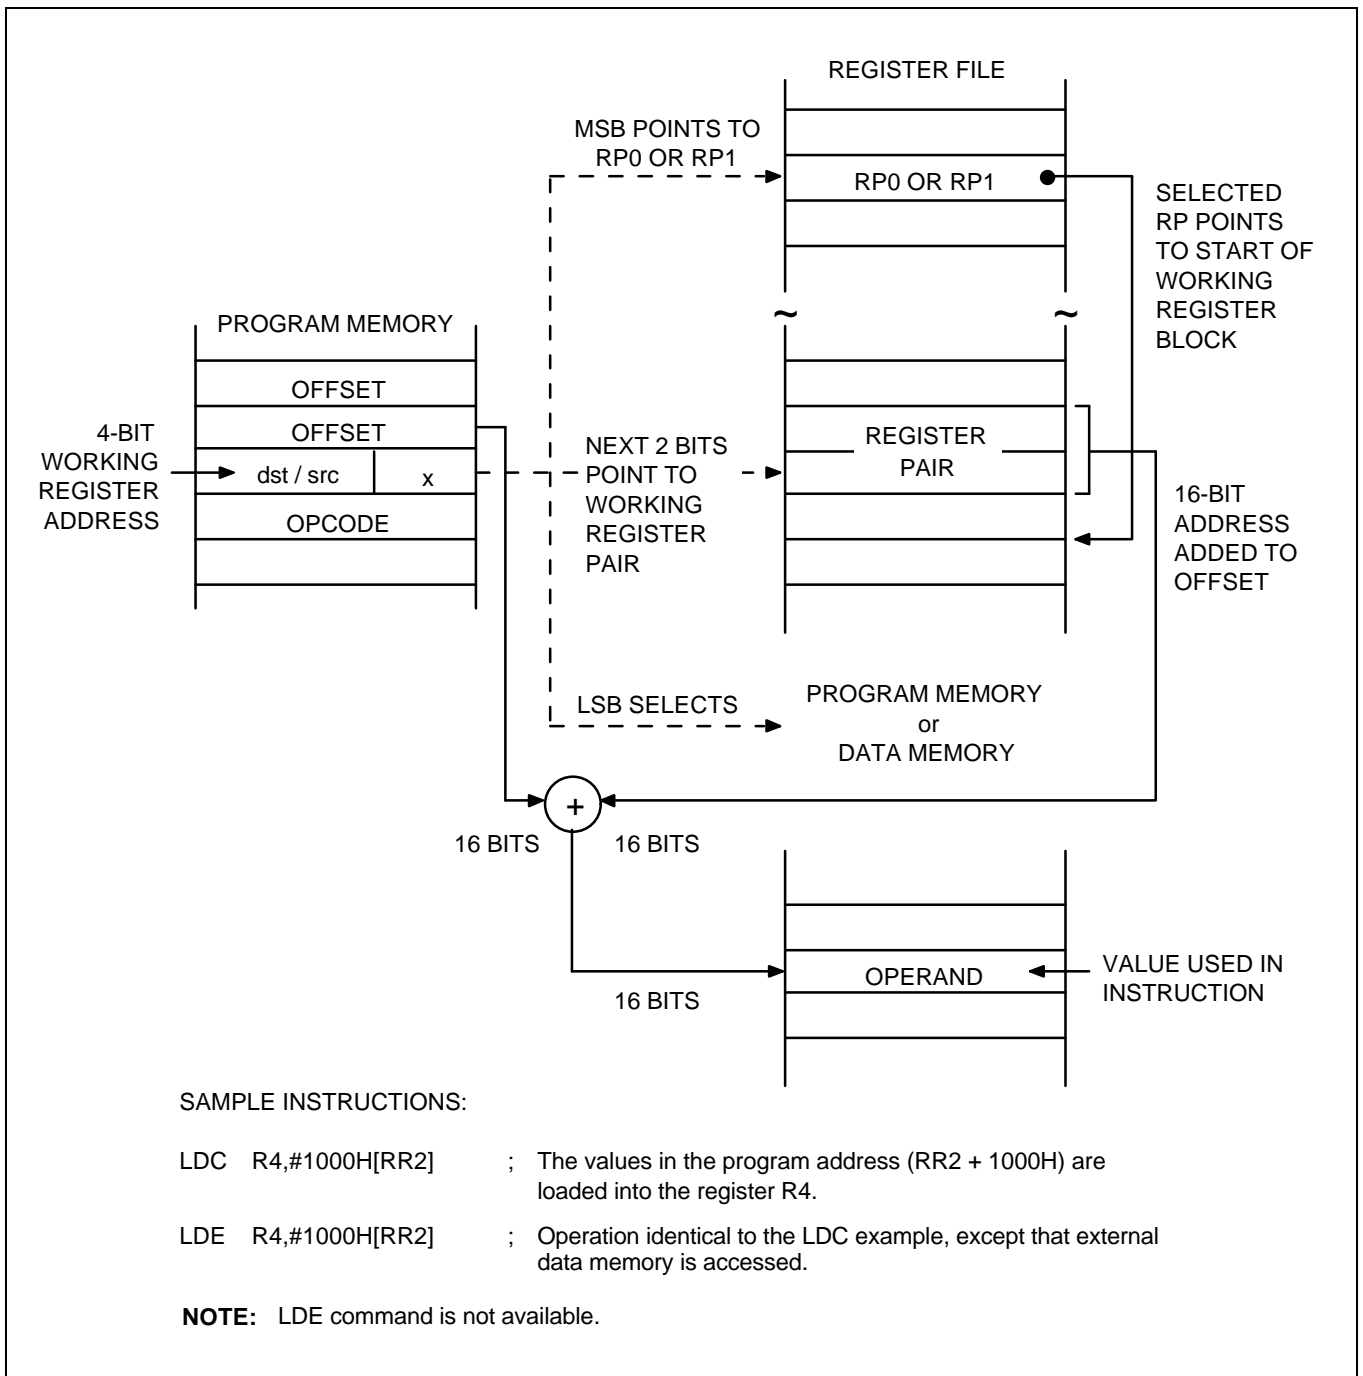 REGISTER FILE
MSB POINTS TO
RP0 OR RP1
RP0 OR RP1
SELECTED
RP POINTS
TO START OF
WORKING
REGISTER
BLOCK
~ ~
PROGRAM MEMORY
OFFSET
OFFSET
4-BIT
WORKING
REGISTER
ADDRESS
dst / src x
OPCODE
NEXT 2 BITS
POINT TO
WORKING
REGISTER
PAIR
REGISTER
PAIR
16-BIT
ADDRESS
ADDED TO
OFFSET
LSB SELECTS
PROGRAM MEMORY
or
DATA MEMORY
+
16 BITS 16 BITS
16 BITS
OPERAND
VALUE USED IN
INSTRUCTION
SAMPLE INSTRUCTIONS:
LDC R4,#1000H[RR2] ; The values in the program address (RR2 + 1000H) are
loaded into the register R4.
LDE R4,#1000H[RR2] ; Operation identical to the LDC example, except that external
data memory is accessed.
NOTE: LDE command is not available.